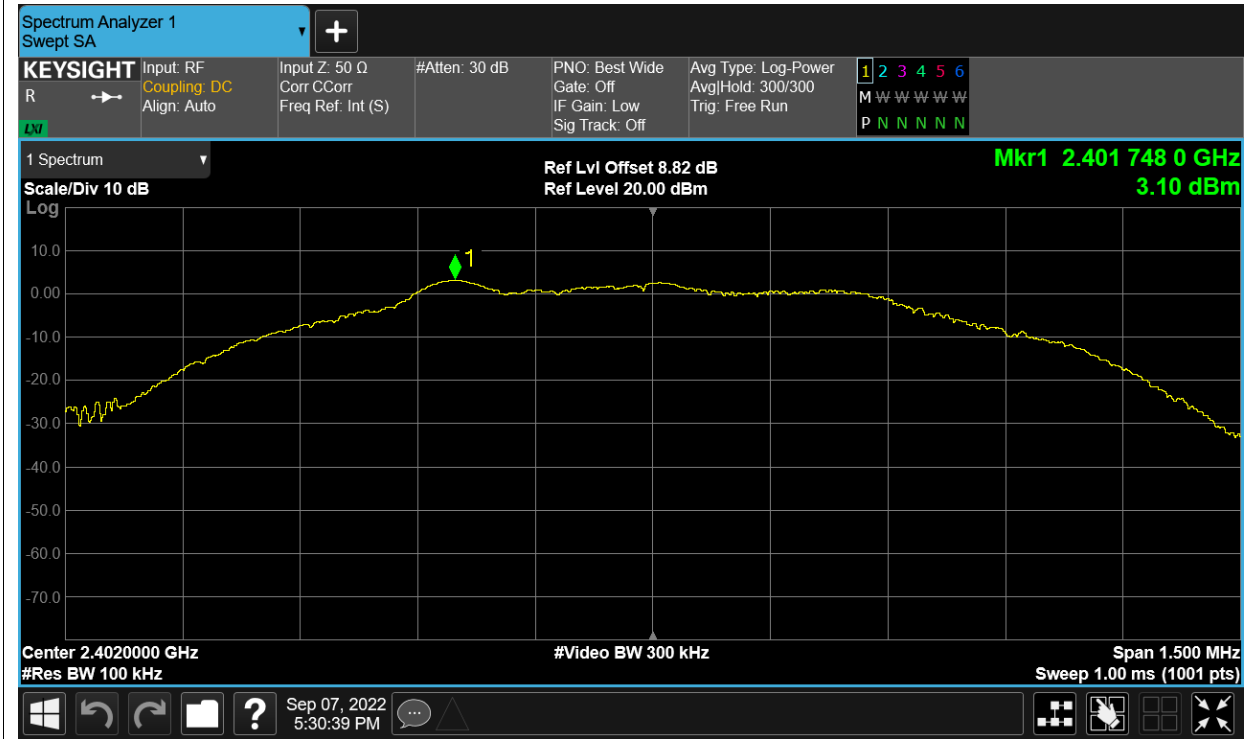 Spectrum Analyzer 1
Swept SA
KEYSIGHT
R
LXI
Input: RF
Coupling: DC
Align: Auto
Input Z: 50 Ω
Corr CCorr
Freq Ref: Int (S)
#Atten: 30 dB
PNO: Best Wide
Gate: Off
IF Gain: Low
Sig Track: Off
Avg Type: Log-Power
Avg|Hold: 300/300
Trig: Free Run
1 2 3 4 5 6
M W W W W W W
P N N N N N N
1 Spectrum
Scale/Div 10 dB
Log
Ref Lvl Offset 8.82 dB
Ref Level 20.00 dBm
Mkr1 2.401 748 0 GHz
3.10 dBm
1
10.0
0.00
-10.0
-20.0
-30.0
-40.0
-50.0
-60.0
-70.0
Center 2.4020000 GHz
#Video BW 300 kHz
Span 1.500 MHz
#Res BW 100 kHz
Sweep 1.00 ms (1001 pts)
?
Sep 07, 2022
5:30:39 PM